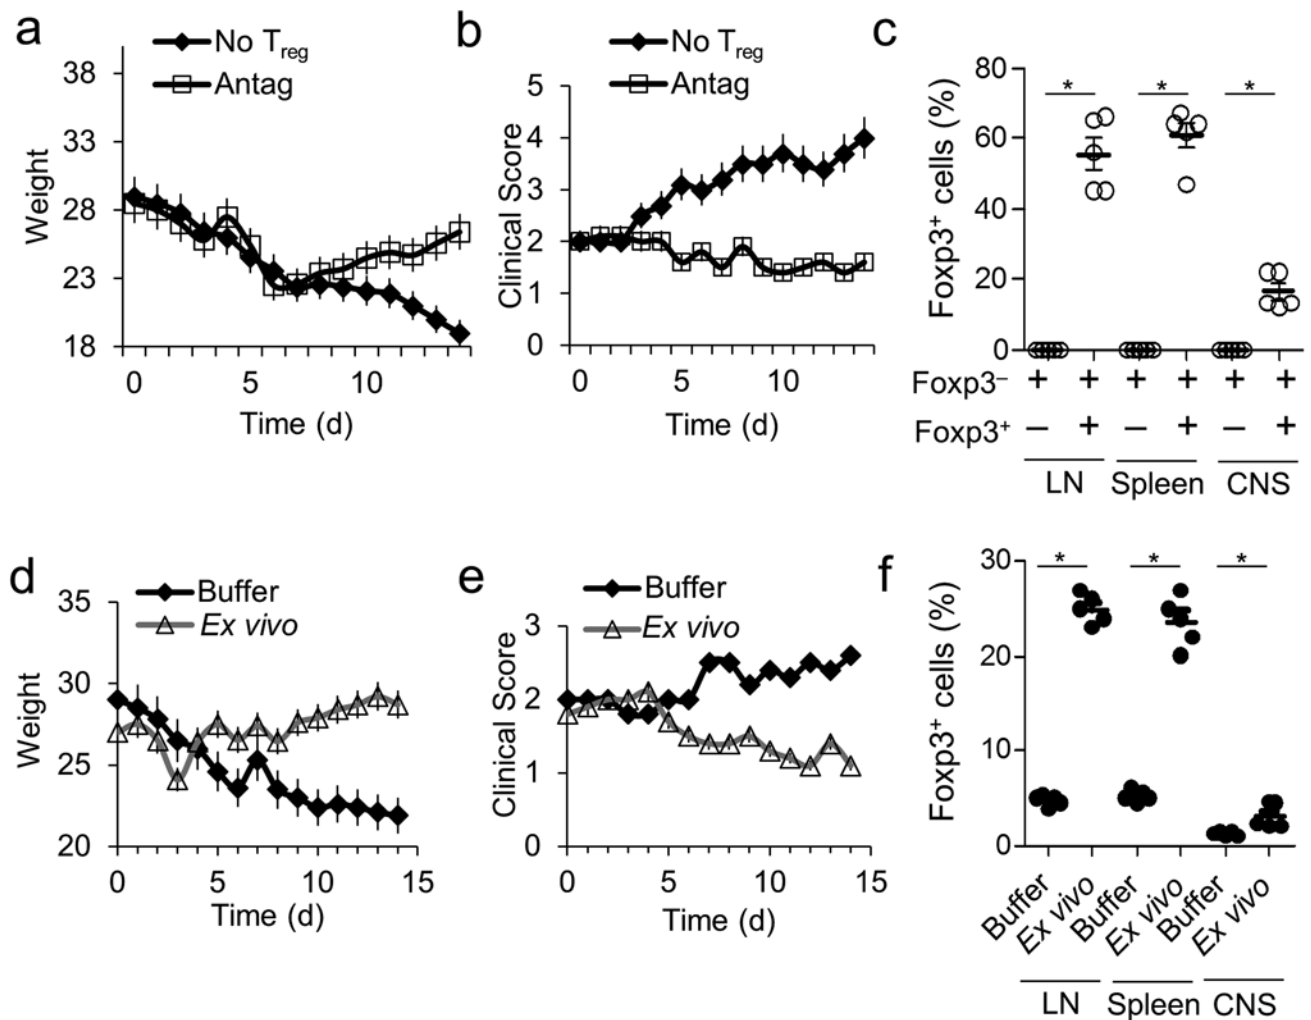 a
No Treg
Antag
Weight
38
33
28
23
18
0
5
10
Time (d)
b
No Treg
Antag
Clinical Score
5
4
3
2
1
0
0
5
10
Time (d)
c
Foxp3+ cells (%)
80
60
40
20
0
* * *
Foxp3– + + + + + +
Foxp3+ – + – + – +
LN Spleen CNS
d
Buffer
Ex vivo
Weight
35
30
25
20
0 5 10 15
Time (d)
e
Buffer
Ex vivo
Clinical Score
3
2
1
0
0 5 10 15
Time (d)
f
Foxp3+ cells (%)
30
20
10
0
* * *
Buffer
Ex vivo
Buffer
Ex vivo
Buffer
Ex vivo
LN Spleen CNS